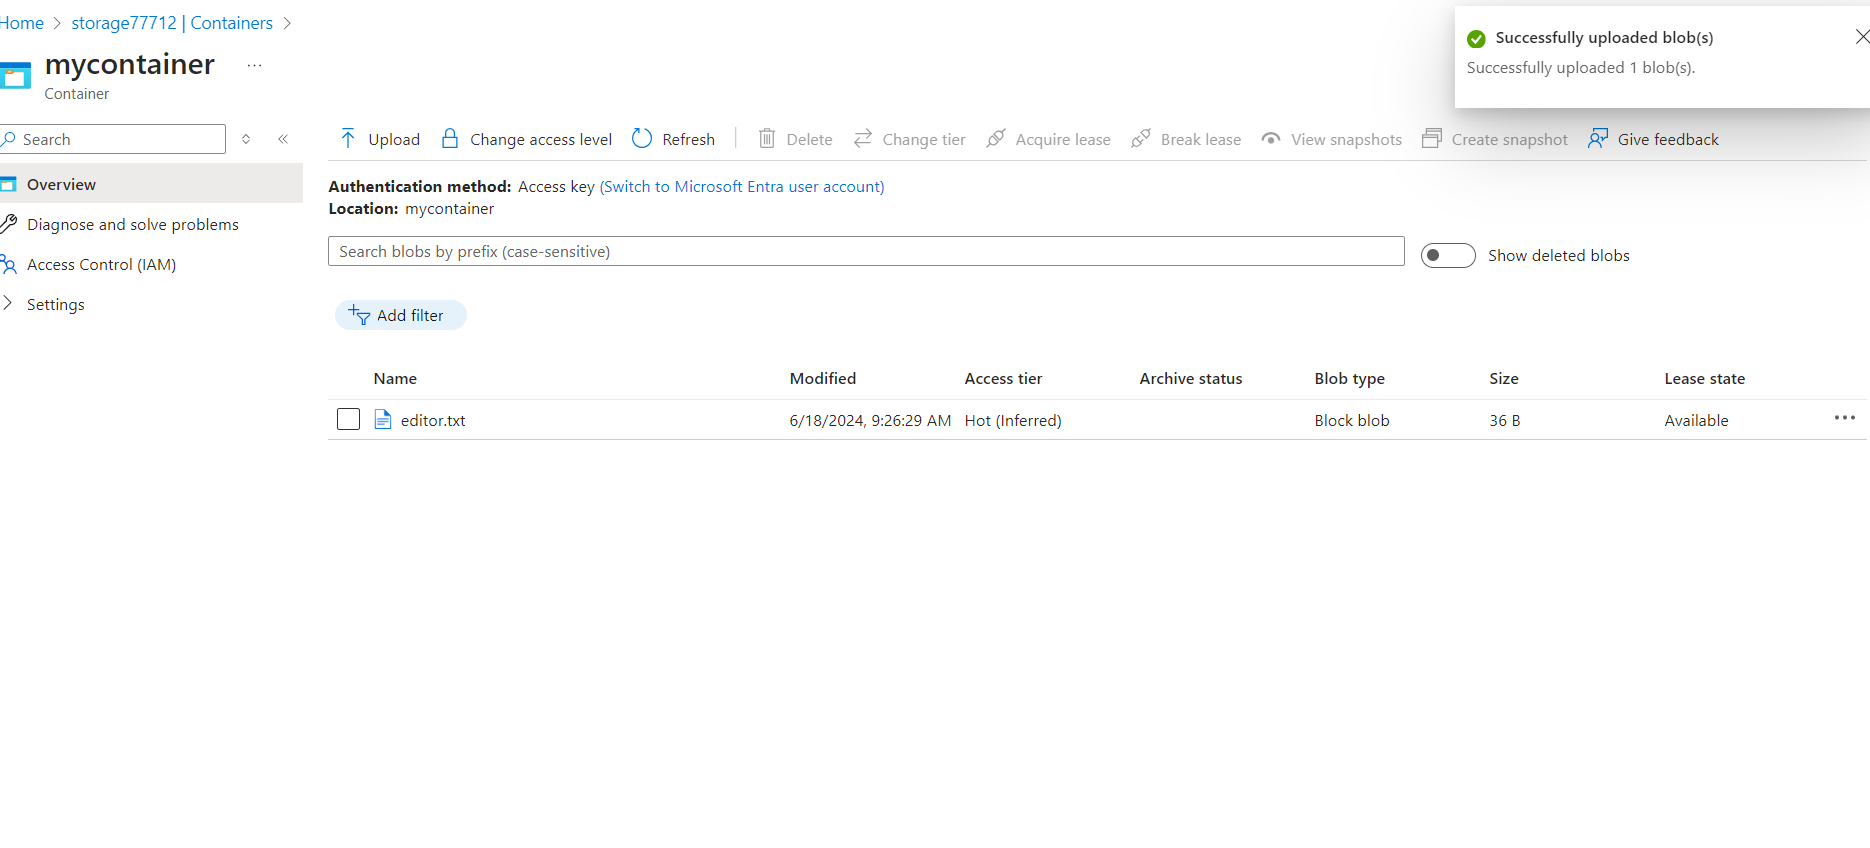 Home > storage77712 | Containers >
mycontainer ...
Container
Successfully uploaded blob(s)
Successfully uploaded 1 blob(s).
Search
Upload Change access level Refresh Delete Change tier Acquire lease Break lease View snapshots Create snapshot Give feedback
Overview
Diagnose and solve problems
Access Control (IAM)
Settings
Authentication method: Access key (Switch to Microsoft Entra user account)
Location: mycontainer
Search blobs by prefix (case-sensitive)
Show deleted blobs
Add filter
Name Modified Access tier Archive status Blob type Size Lease state
editor.txt 6/18/2024, 9:26:29 AM Hot (Inferred) Block blob 36 B Available